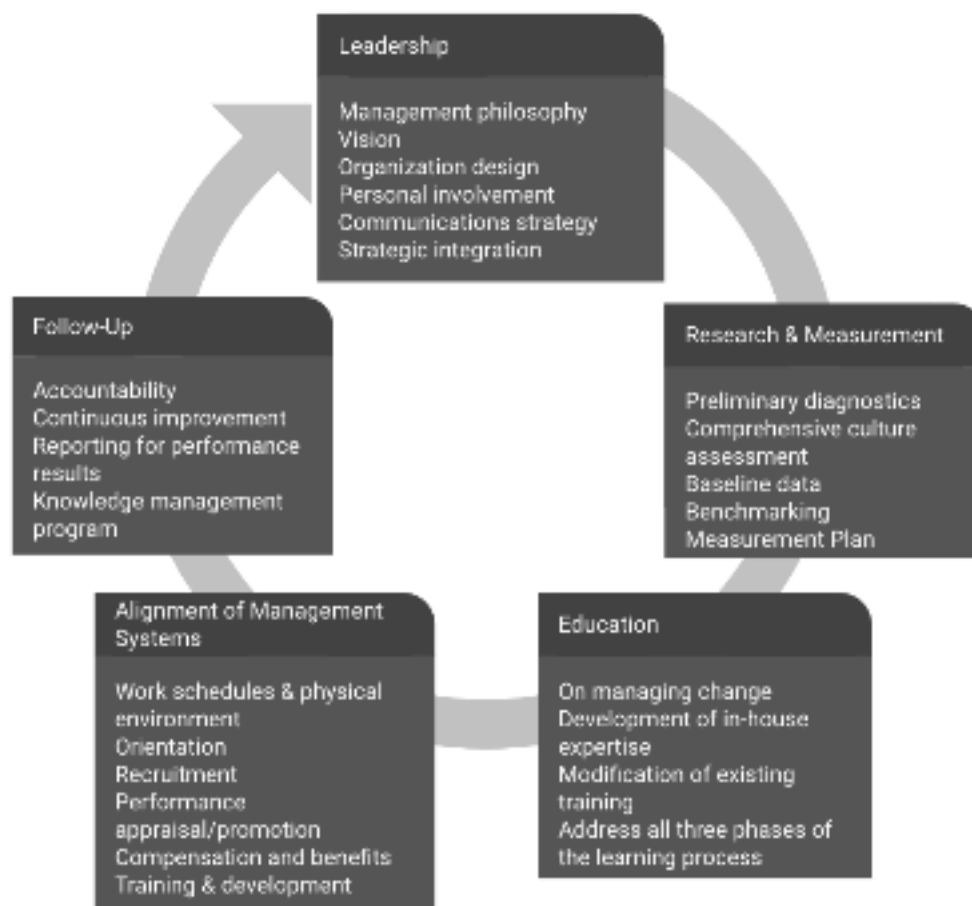 Leadership
Management philosophy
Vision
Organization design
Personal involvement
Communications strategy
Strategic integration
Research & Measurement
Preliminary diagnostics
Comprehensive culture
assessment
Baseline data
Benchmarking
Measurement Plan
Education
On managing change
Development of in-house
expertise
Modification of existing
training
Address all three phases of
the learning process
Alignment of Management
Systems
Work schedules & physical
environment
Orientation
Recruitment
Performance
appraisal/promotion
Compensation and benefits
Training & development
Follow-Up
Accountability
Continuous improvement
Reporting for performance
results
Knowledge management
program